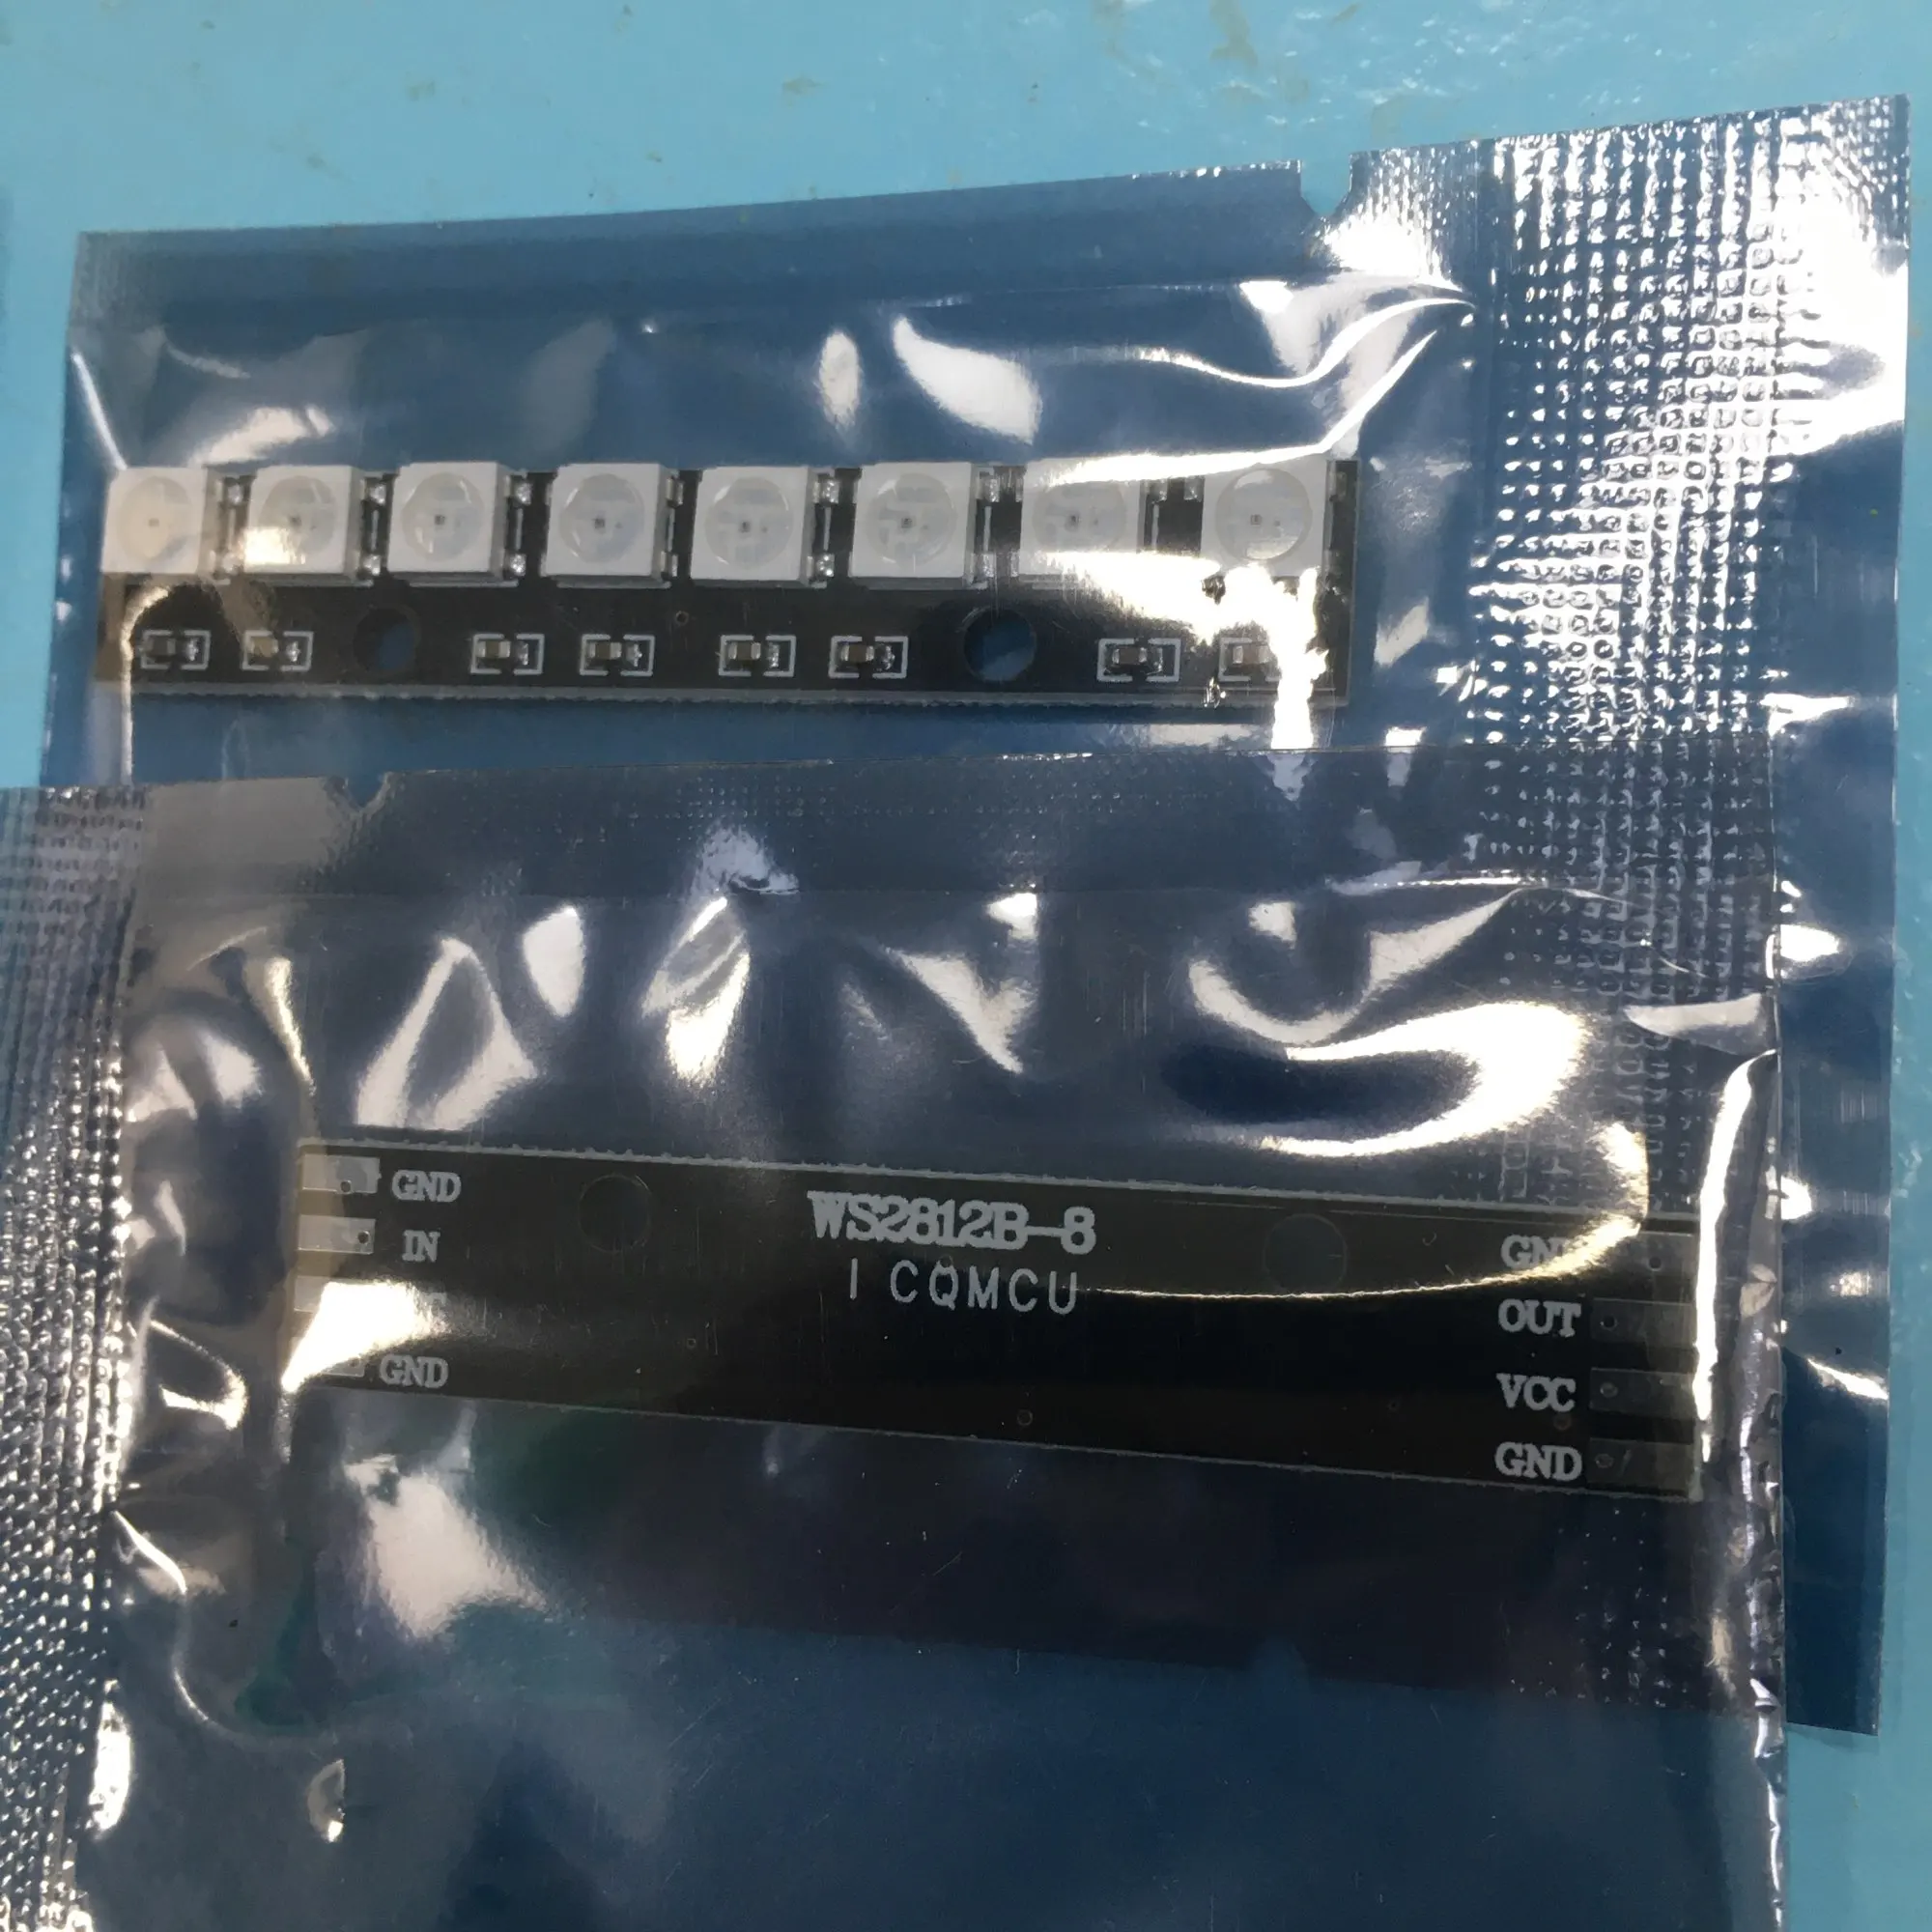 GND
IN
GND
WS2812B-8
I CQMCU
GND
OUT
VCC
GND